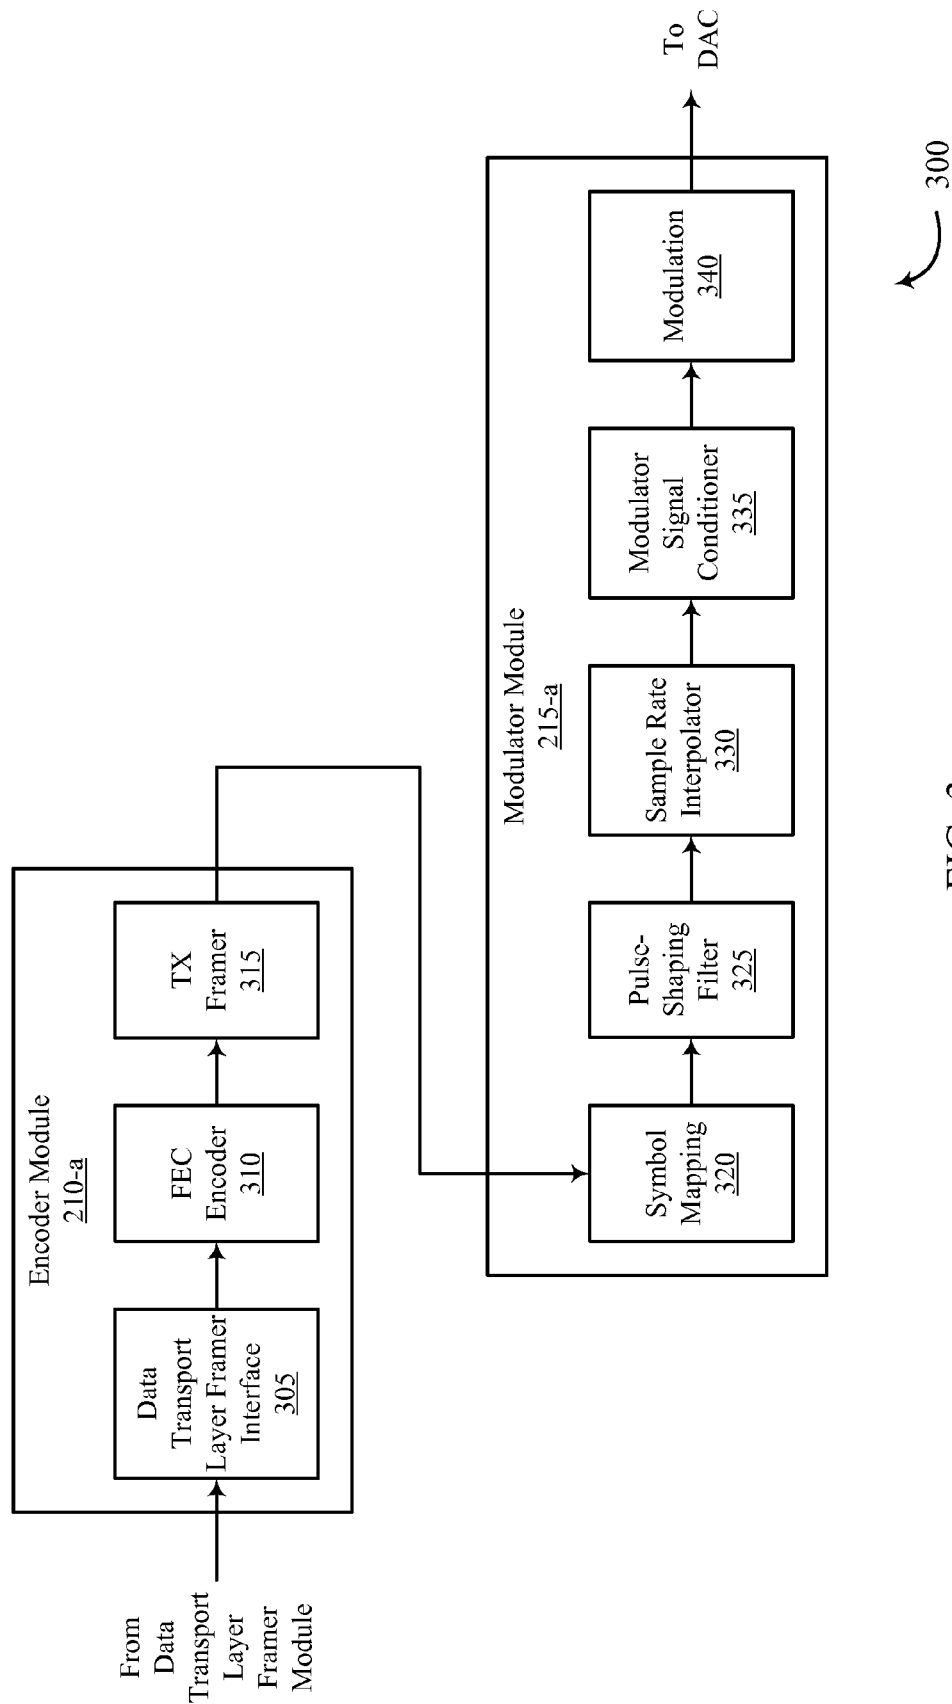 From
Data
Transport
Layer
Framer
Module
Encoder Module
210-a
Data
Transport
Layer Framer
Interface
305
FEC
Encoder
310
TX
Framer
315
Modulator Module
215-a
Symbol
Mapping
320
Pulse-
Shaping
Filter
325
Sample Rate
Interpolator
330
Modulator
Signal
Conditioner
335
Modulation
340
To
DAC
300